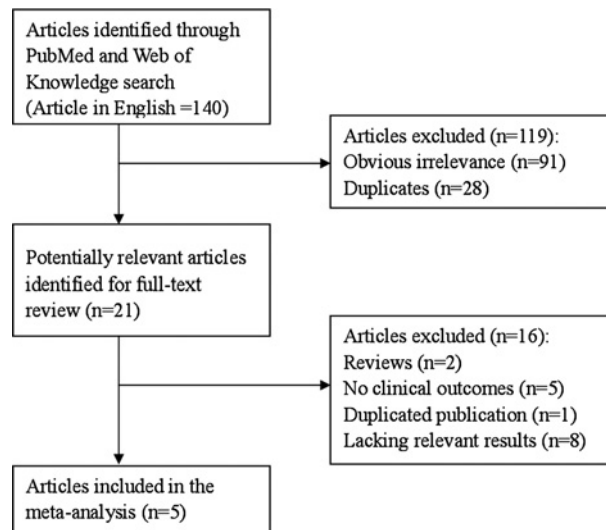 Articles identified through
PubMed and Web of
Knowledge search
(Article in English =140)
Articles excluded (n=119):
Obvious irrelevance (n=91)
Duplicates (n=28)
Potentially relevant articles
identified for full-text
review (n=21)
Articles excluded (n=16):
Reviews (n=2)
No clinical outcomes (n=5)
Duplicated publication (n=1)
Lacking relevant results (n=8)
Articles included in the
meta-analysis (n=5)